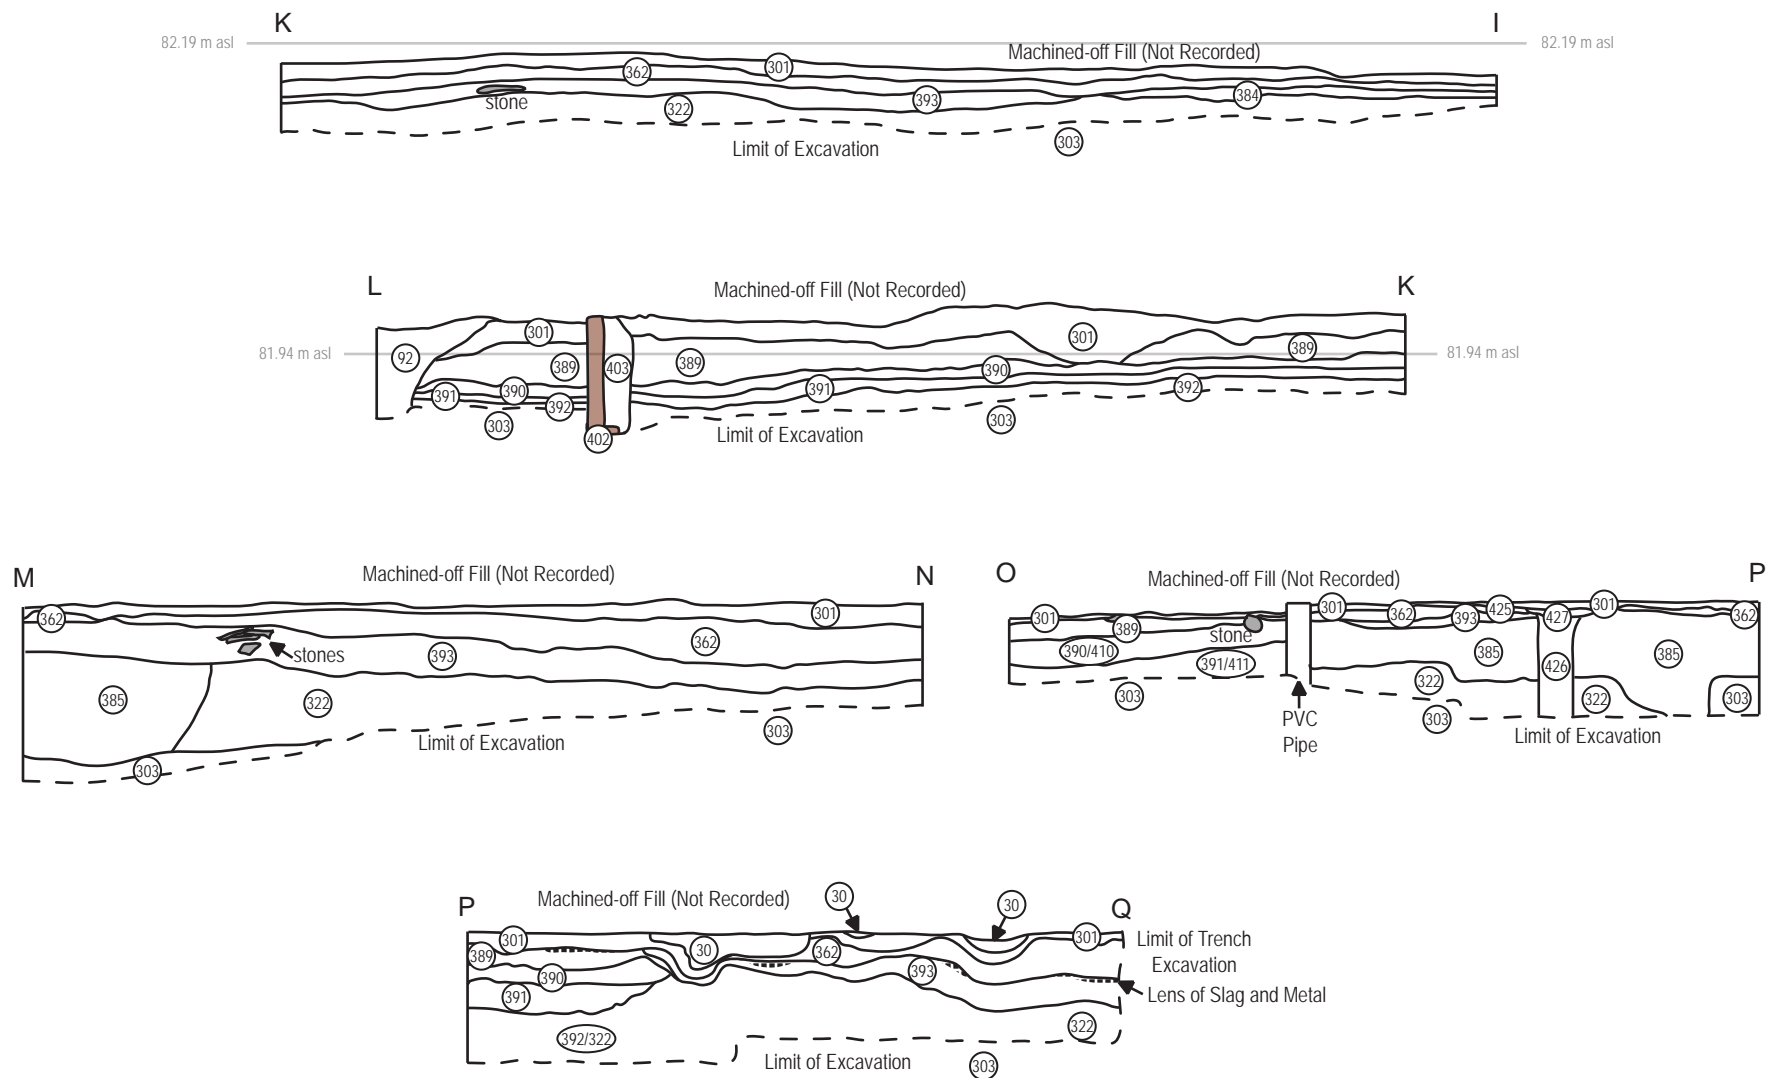 K
I
82.19 m asl
82.19 m asl
Machined-off Fill (Not Recorded)
362
301
stone
322
393
384
303
Limit of Excavation
L
K
Machined-off Fill (Not Recorded)
81.94 m asl
81.94 m asl
92
301
389
403
389
301
389
391
390
392
391
390
392
303
402
303
Limit of Excavation
M
N
Machined-off Fill (Not Recorded)
362
301
stones
393
362
385
322
303
303
Limit of Excavation
O
P
Machined-off Fill (Not Recorded)
301
389
stone
301
362
393
425
427
301
362
390/410
391/411
385
426
385
303
322
303
322
303
PVC
Pipe
Limit of Excavation
P
Q
Machined-off Fill (Not Recorded)
30
30
301
30
362
301
389
390
393
391
392/322
322
303
Limit of Trench
Excavation
Lens of Slag and Metal
Limit of Excavation